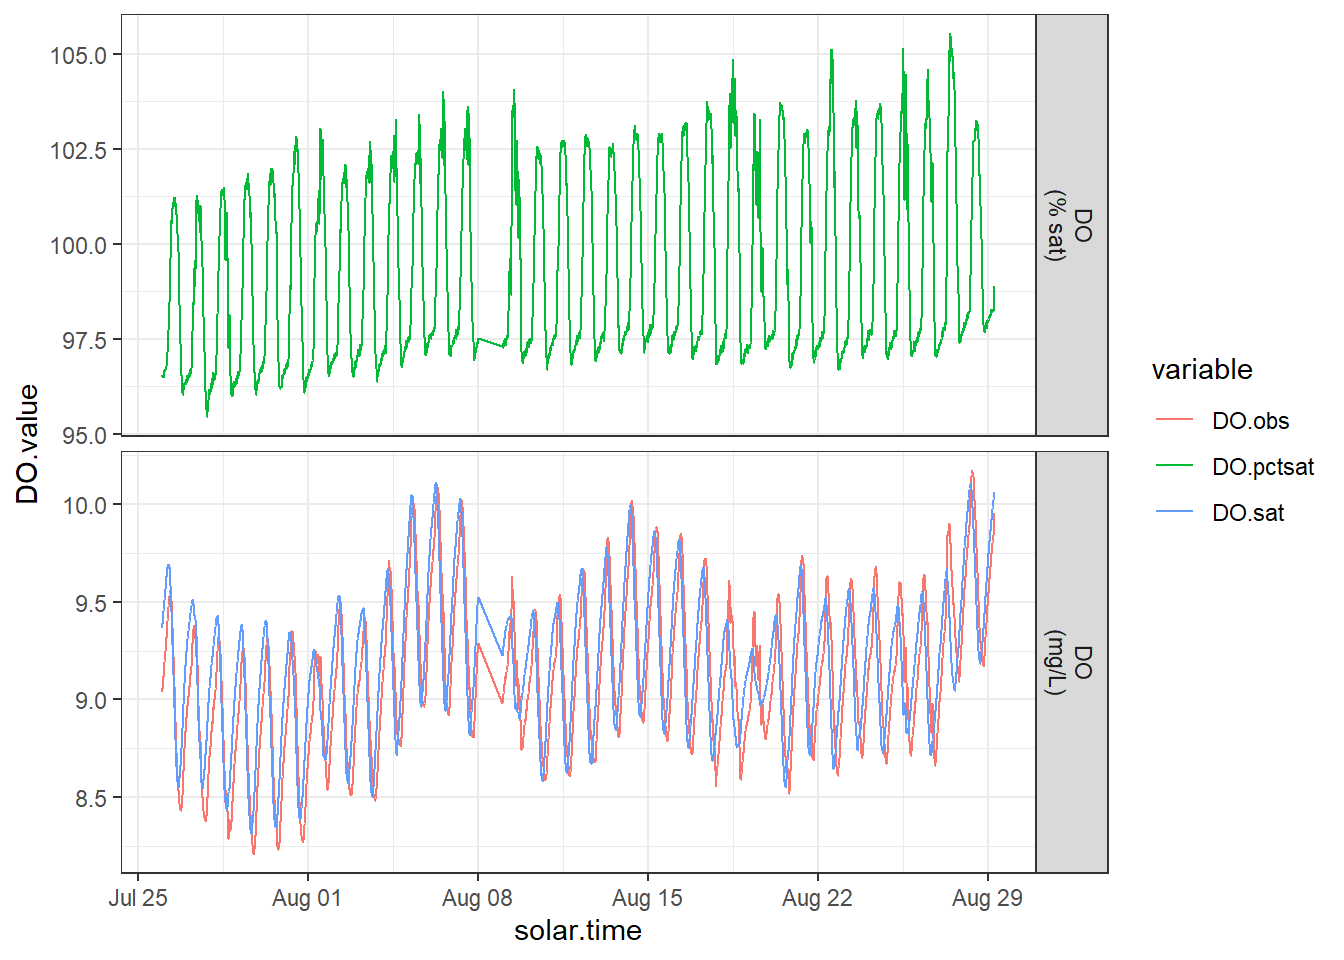 DO.value
105.0
102.5
100.0
97.5
95.0
DO
(% sat)
10.0
9.5
9.0
8.5
DO
(mg/L)
Jul 25 Aug 01 Aug 08 Aug 15 Aug 22 Aug 29
solar.time
variable
DO.obs
DO.pctsat
DO.sat